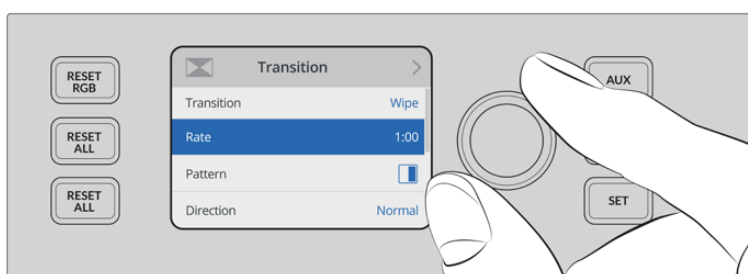 RESET
RGB
RESET
ALL
RESET
ALL
Transition
Transition Wipe
Rate 1:00
Pattern
Direction Normal
AUX
SET